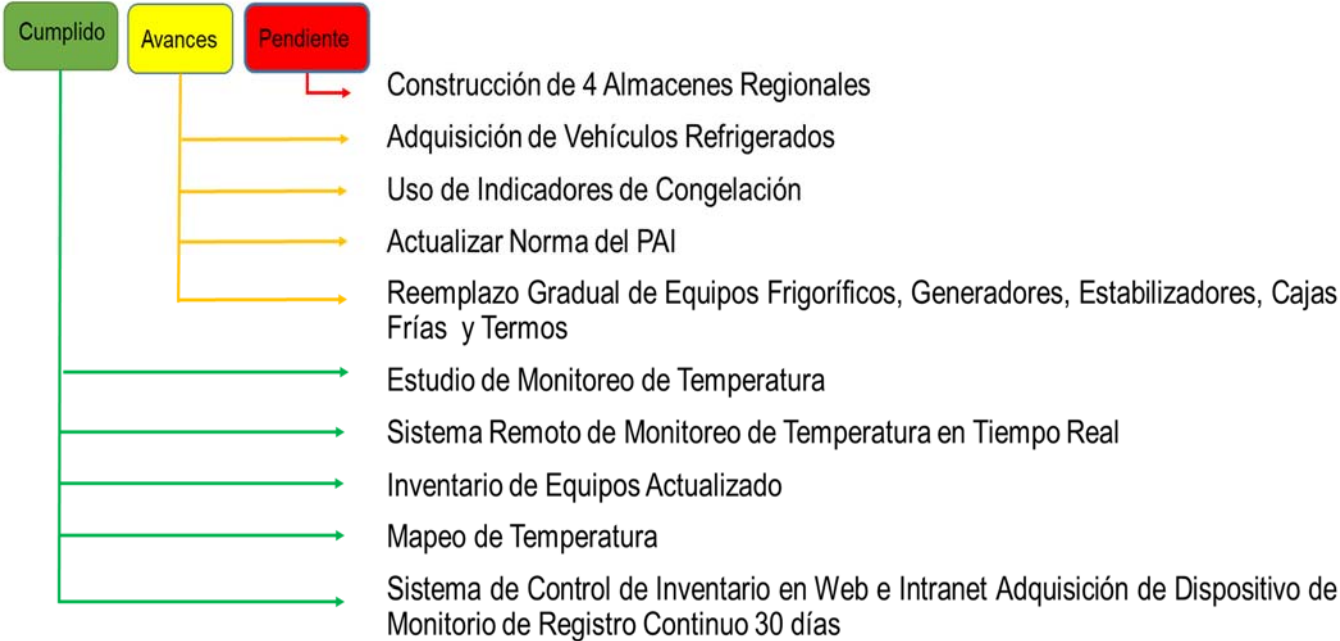 Cumplido
Avances
Pendiente
Construcción de 4 Almacenes Regionales
Adquisición de Vehículos Refrigerados
Uso de Indicadores de Congelación
Actualizar Norma del PAI
Reemplazo Gradual de Equipos Frigoríficos, Generadores, Estabilizadores, Cajas
Frías y Termos
Estudio de Monitoreo de Temperatura
Sistema Remoto de Monitoreo de Temperatura en Tiempo Real
Inventario de Equipos Actualizado
Mapeo de Temperatura
Sistema de Control de Inventario en Web e Intranet Adquisición de Dispositivo de
Monitorio de Registro Continuo 30 días